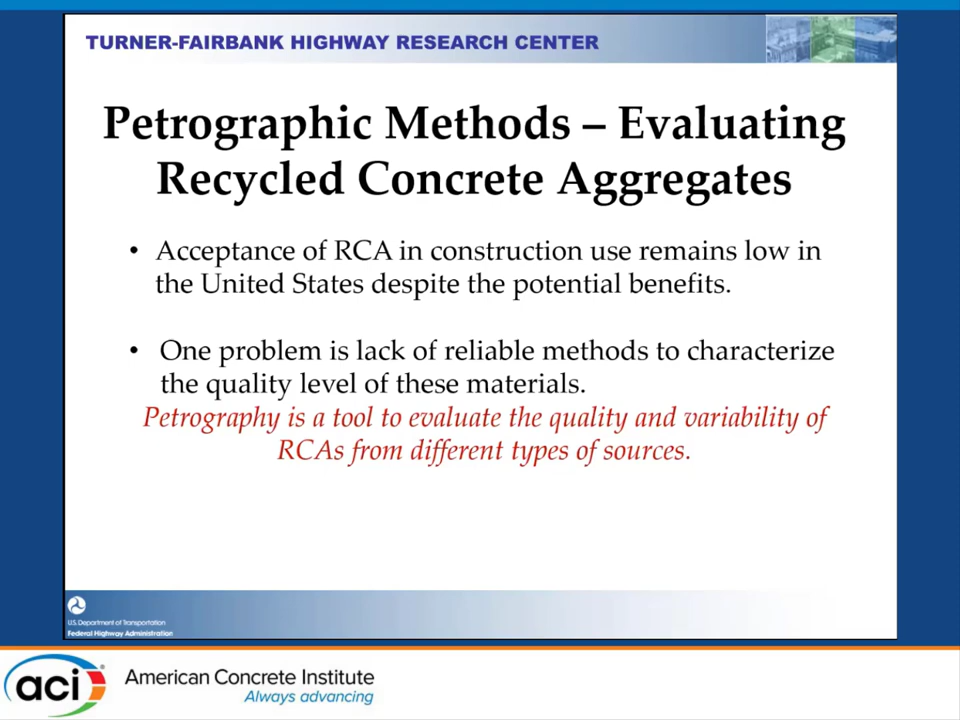 TURNER-FAIRBANK HIGHWAY RESEARCH CENTER
Petrographic Methods – Evaluating
Recycled Concrete Aggregates
• Acceptance of RCA in construction use remains low in
the United States despite the potential benefits.
• One problem is lack of reliable methods to characterize
the quality level of these materials.
Petrography is a tool to evaluate the quality and variability of
RCAs from different types of sources.
U.S. Department of Transportation
Federal Highway Administration
aci
American Concrete Institute
Always advancing